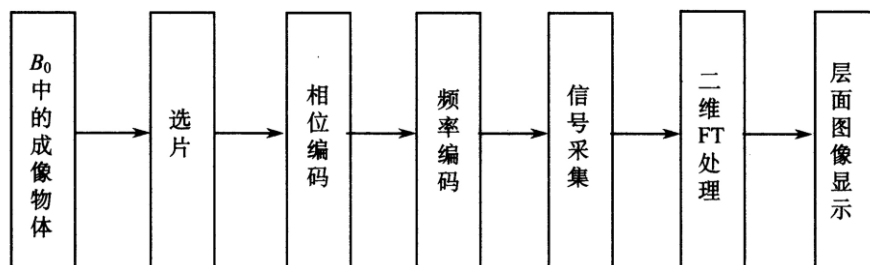 B₀中的成像物体
选片
相位编码
频率编码
信号采集
二维FT处理
层面图像显示